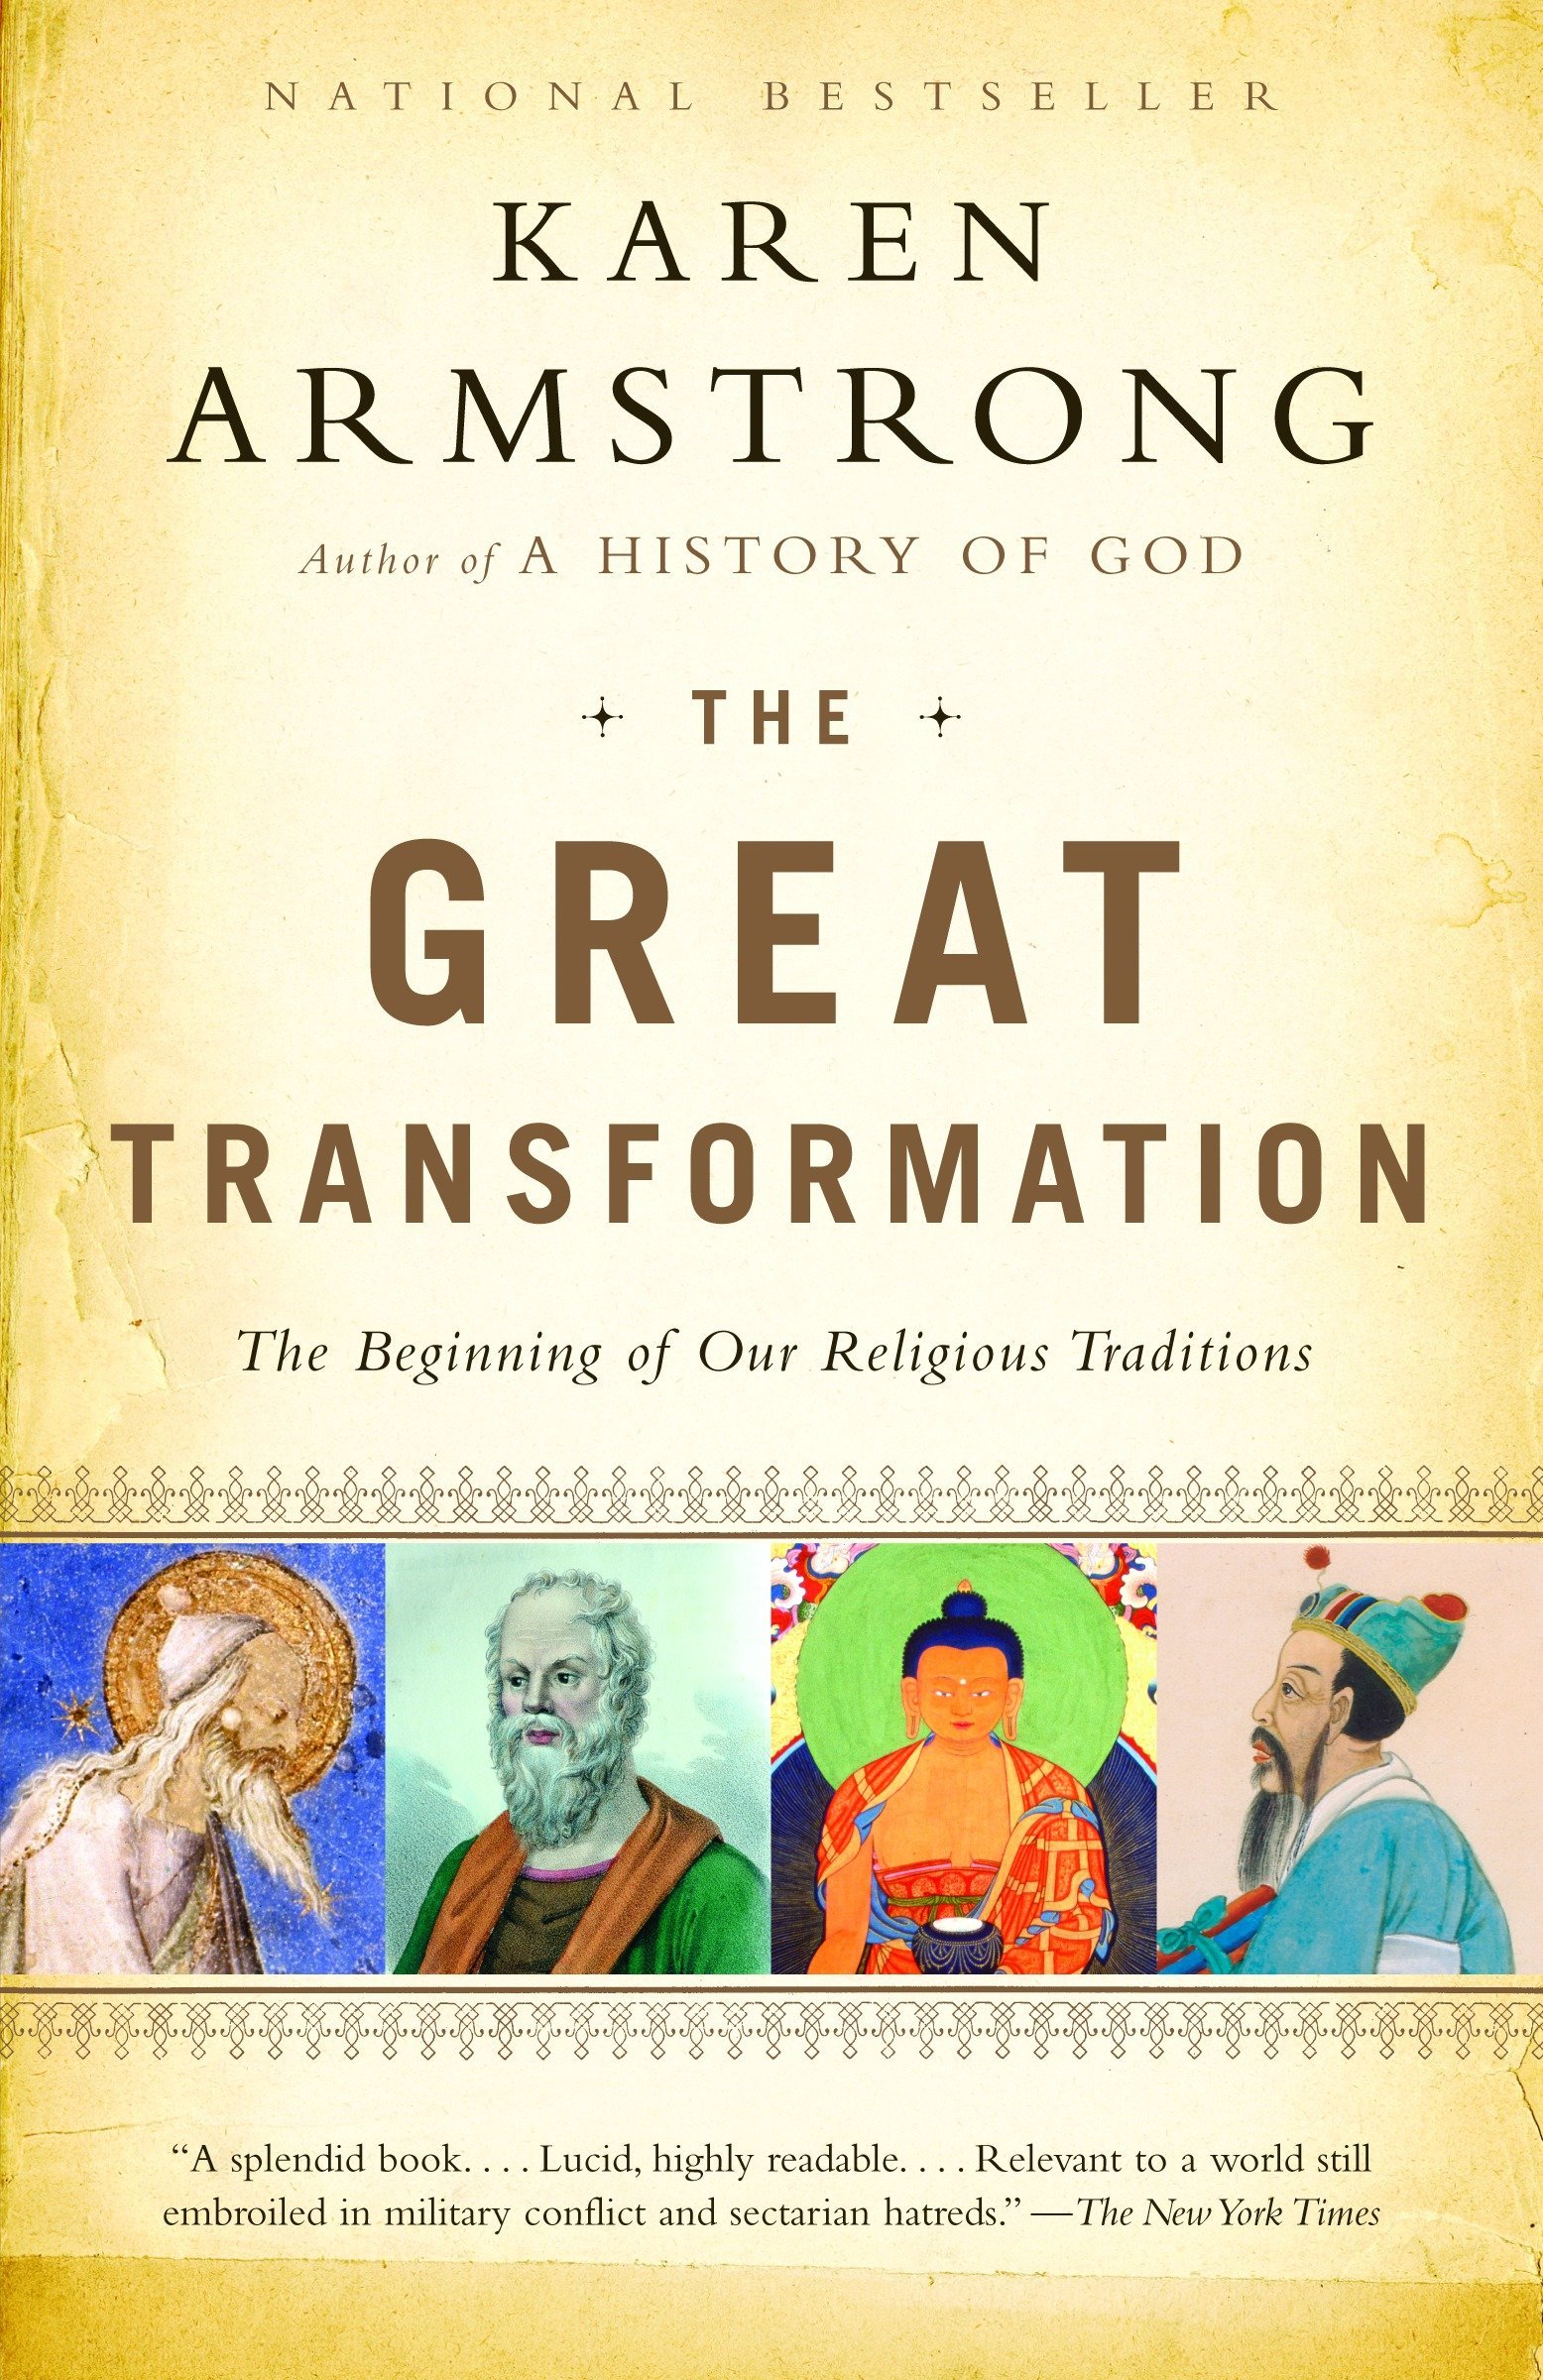 NATIONAL BESTSELLER
KAREN
ARMSTRONG
Author of A HISTORY OF GOD
THE
GREAT
TRANSFORMATION
The Beginning of Our Religious Traditions
“A splendid book. . . . Lucid, highly readable. . . . Relevant to a world still
embroiled in military conflict and sectarian hatreds.” —The New York Times